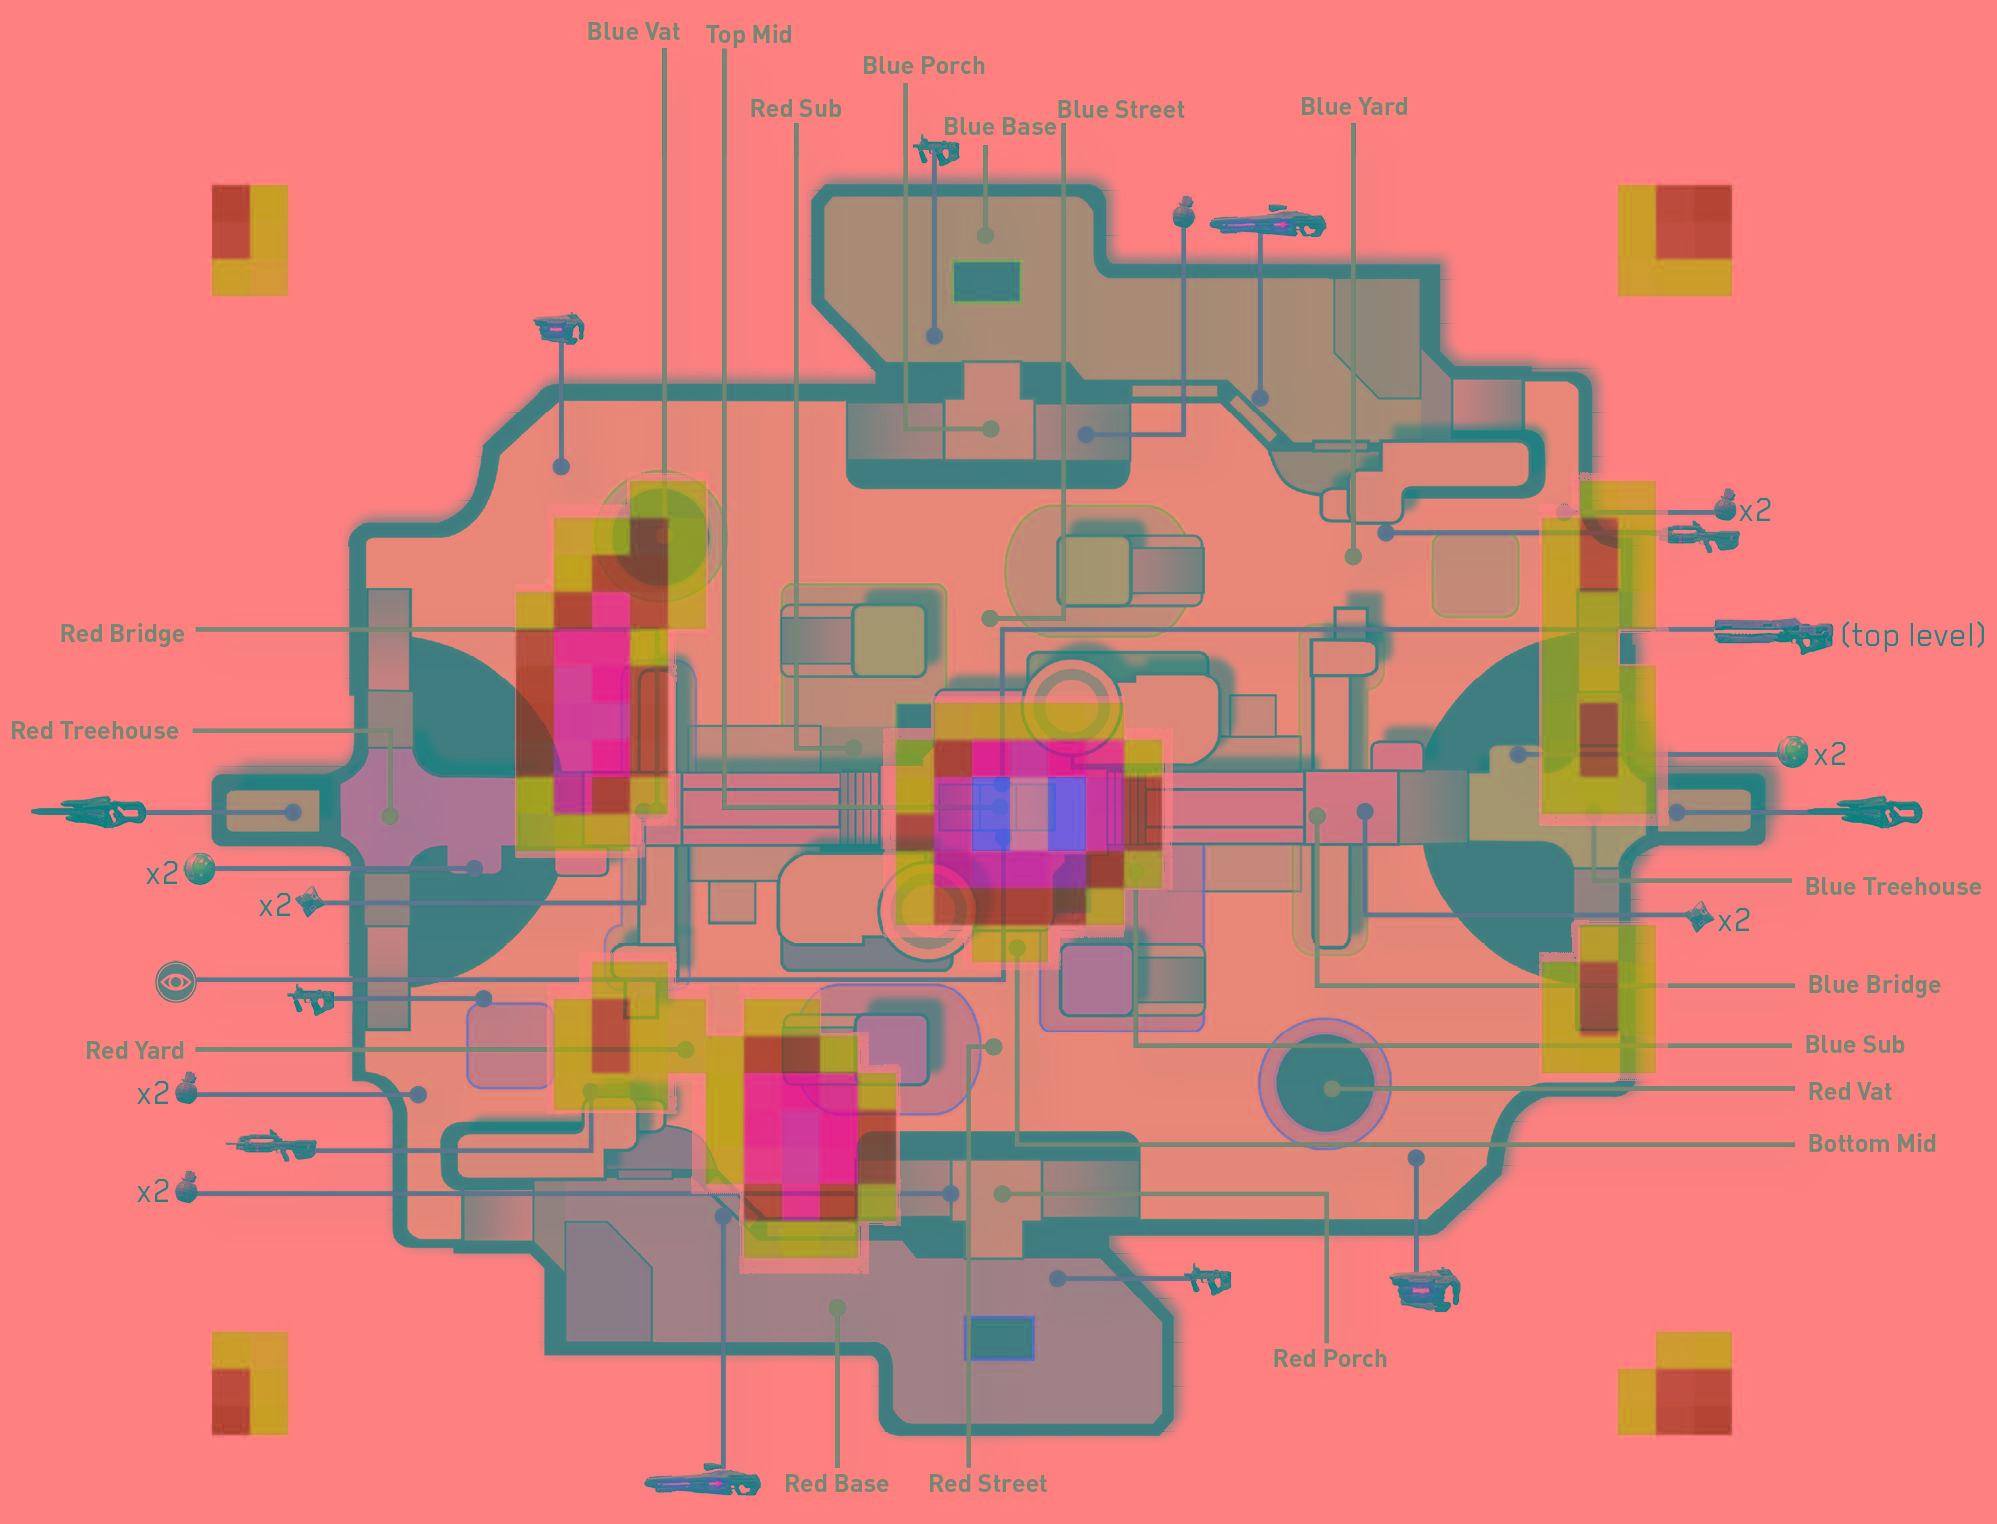 Blue Vat
Top Mid
Blue Porch
Red Sub
Blue Base
Blue Street
Blue Yard
x2
Red Bridge
(top level)
Red Treehouse
x2
x2
Blue Treehouse
x2
x2
Blue Bridge
Red Yard
Blue Sub
x2
Red Vat
Bottom Mid
x2
Red Porch
Red Base
Red Street